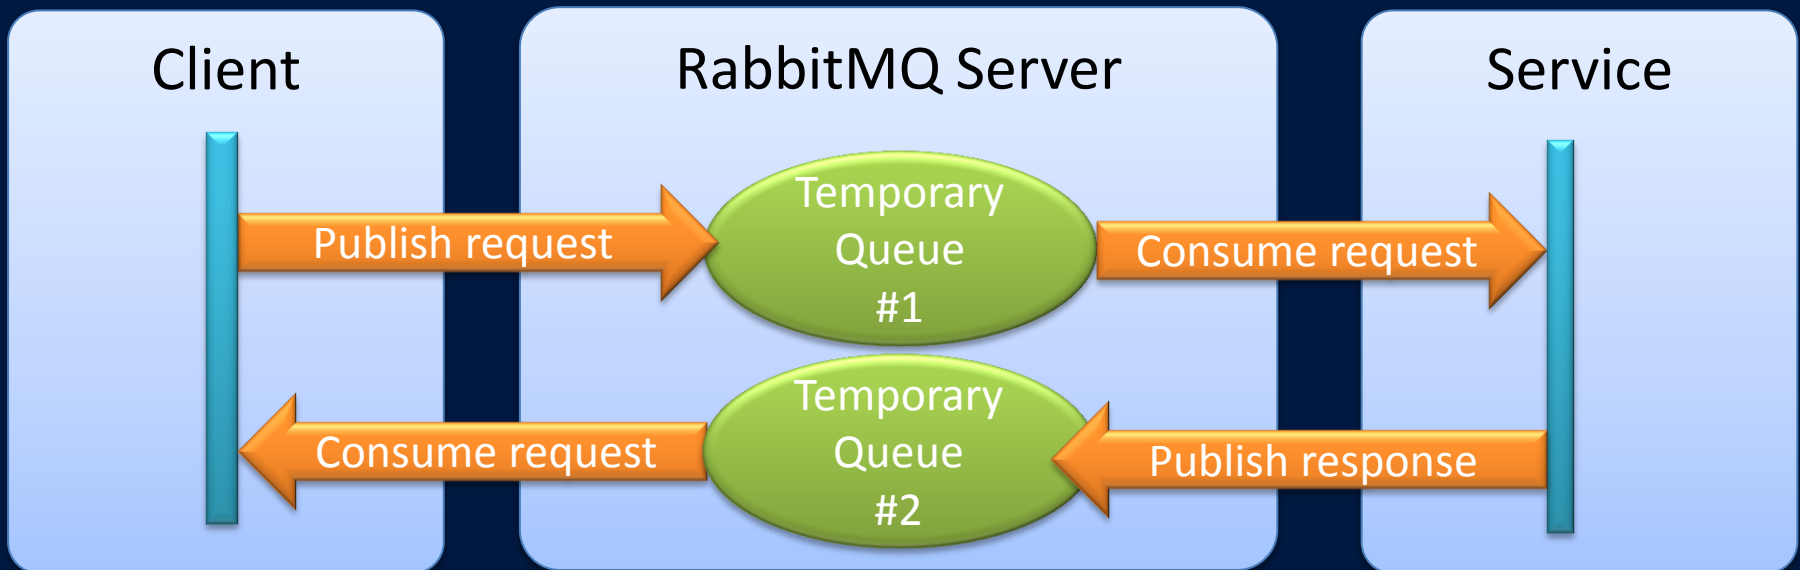 Client
RabbitMQ Server
Service
Publish request
Temporary
Queue
#1
Consume request
Consume request
Temporary
Queue
#2
Publish response